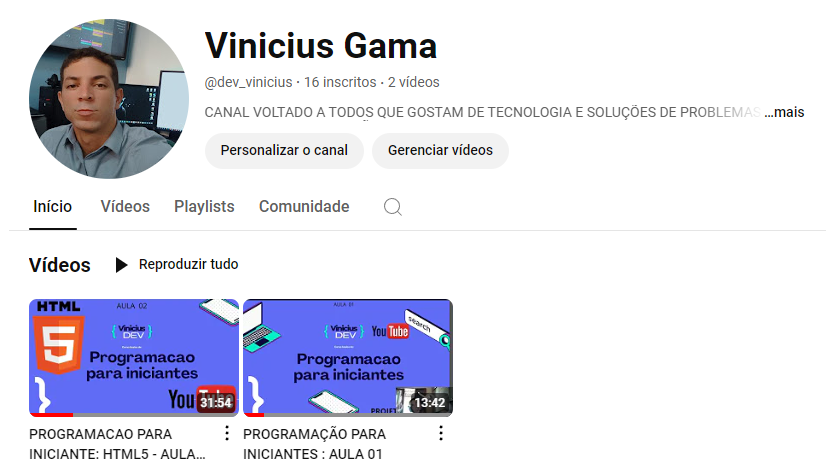 Vinicius Gama
@dev_vinicius · 16 inscritos · 2 vídeos
CANAL VOLTADO A TODOS QUE GOSTAM DE TECNOLOGIA E SOLUÇÕES DE PROBLEMAS ...mais
Personalizar o canal Gerenciar vídeos
Início Vídeos Playlists Comunidade
Vídeos Reproduzir tudo
HTML AULA 02
5
{ Vinicius DEV }
Programacao
para iniciantes
YouTube
31:54
AULA 01
{ Vinicius DEV }
YouTube
search
Programacao
para iniciantes
13:42
PROGRAMACAO PARA
INICIANTE: HTML5 - AULA...
PROGRAMAÇÃO PARA
INICIANTES : AULA 01